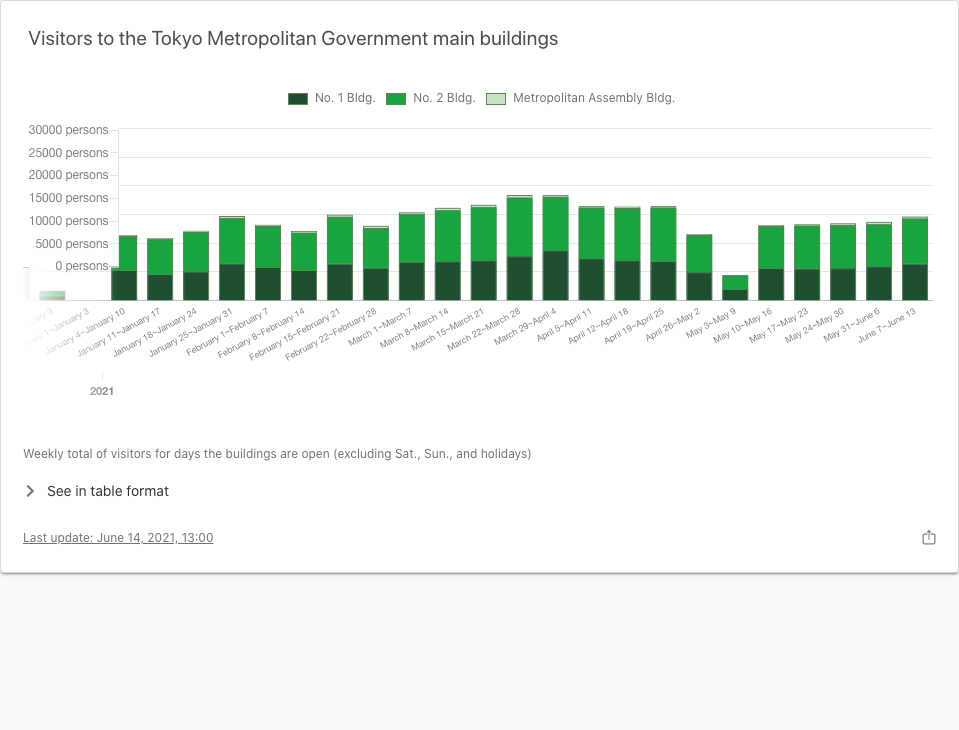 Visitors to the Tokyo Metropolitan Government main buildings
No. 1 Bldg. No. 2 Bldg. Metropolitan Assembly Bldg.
30000 persons
25000 persons
20000 persons
15000 persons
10000 persons
5000 persons
0 persons
January 3
January 4~January 10
January 11~January 17
January 18~January 24
January 25~January 31
February 1~February 7
February 8~February 14
February 15~February 21
February 22~February 28
March 1~March 7
March 8~March 14
March 15~March 21
March 22~March 28
March 29~April 4
April 5~April 11
April 12~April 18
April 19~April 25
April 26~May 2
May 3~May 9
May 10~May 16
May 17~May 23
May 24~May 30
May 31~June 6
June 7~June 13
2021
Weekly total of visitors for days the buildings are open (excluding Sat., Sun., and holidays)
See in table format
Last update: June 14, 2021, 13:00